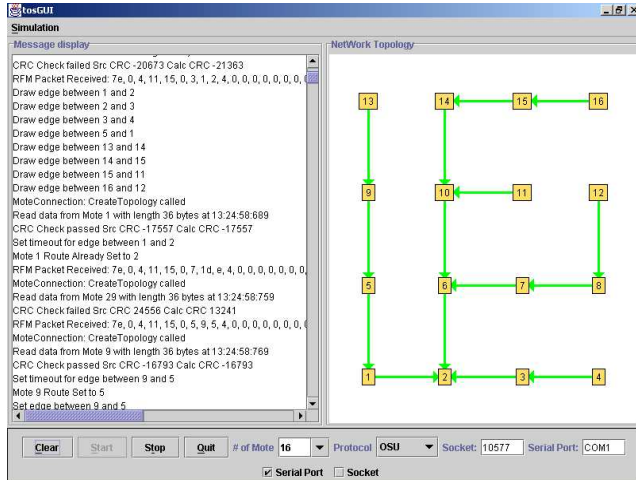 tosGUI
Simulation
Message display
CRC Check failed Src CRC -20673 Calc CRC -21363
RFM Packet Received: 7e, 0, 4, 11, 15, 0, 3, 1, 2, 4, 0, 0, 0, 0, 0, 0, 0,
Draw edge between 1 and 2
Draw edge between 2 and 3
Draw edge between 3 and 4
Draw edge between 5 and 1
Draw edge between 13 and 14
Draw edge between 14 and 15
Draw edge between 15 and 11
Draw edge between 16 and 12
MoteConnection: CreateTopology called
Read data from Mote 1 with length 36 bytes at 13:24:58:689
CRC Check passed Src CRC -17557 Calc CRC -17557
Set timeout for edge between 1 and 2
Mote 1 Route Already Set to 2
RFM Packet Received: 7e, 0, 4, 11, 15, 0, 7, 1d, e, 4, 0, 0, 0, 0, 0, 0, 0,
MoteConnection: CreateTopology called
Read data from Mote 29 with length 36 bytes at 13:24:58:759
CRC Check failed Src CRC 24556 Calc CRC 13241
RFM Packet Received: 7e, 0, 4, 11, 15, 0, 5, 9, 5, 4, 0, 0, 0, 0, 0, 0, 0,
MoteConnection: CreateTopology called
Read data from Mote 9 with length 36 bytes at 13:24:58:769
CRC Check passed Src CRC -16793 Calc CRC -16793
Set timeout for edge between 9 and 5
Mote 9 Route Set to 5
Set edge between 9 and 5
NetWork Topology
13 14 15 16
9 10 11 12
5 6 7 8
1 2 3 4
Clear Start Stop Quit # of Mote 16 Protocol OSU Socket: 10577 Serial Port: COM1
Serial Port Socket